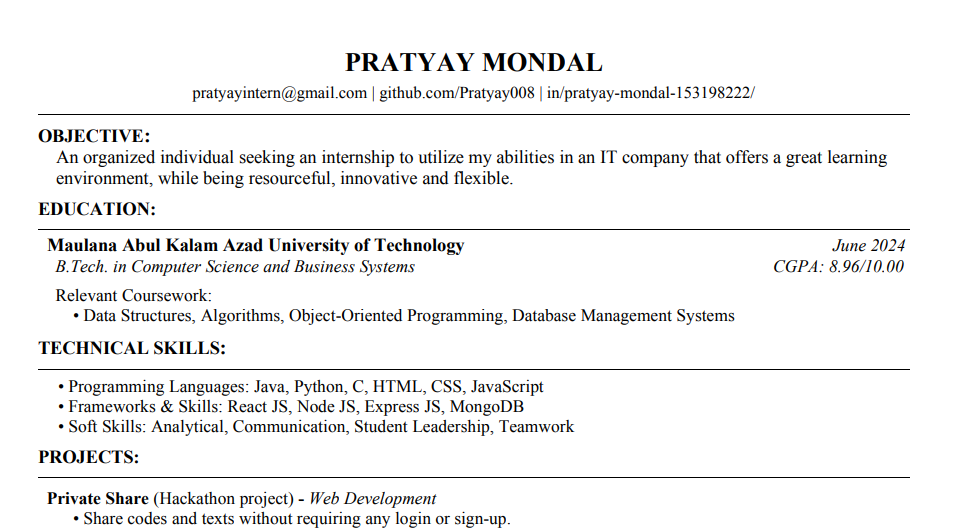 PRATYAY MONDAL
pratyayintern@gmail.com | github.com/Pratyay008 | in/pratyay-mondal-153198222/
OBJECTIVE:
An organized individual seeking an internship to utilize my abilities in an IT company that offers a great learning
environment, while being resourceful, innovative and flexible.
EDUCATION:
Maulana Abul Kalam Azad University of Technology June 2024
B.Tech. in Computer Science and Business Systems CGPA: 8.96/10.00
Relevant Coursework:
• Data Structures, Algorithms, Object-Oriented Programming, Database Management Systems
TECHNICAL SKILLS:
• Programming Languages: Java, Python, C, HTML, CSS, JavaScript
• Frameworks & Skills: React JS, Node JS, Express JS, MongoDB
• Soft Skills: Analytical, Communication, Student Leadership, Teamwork
PROJECTS:
Private Share (Hackathon project) - Web Development
• Share codes and texts without requiring any login or sign-up.